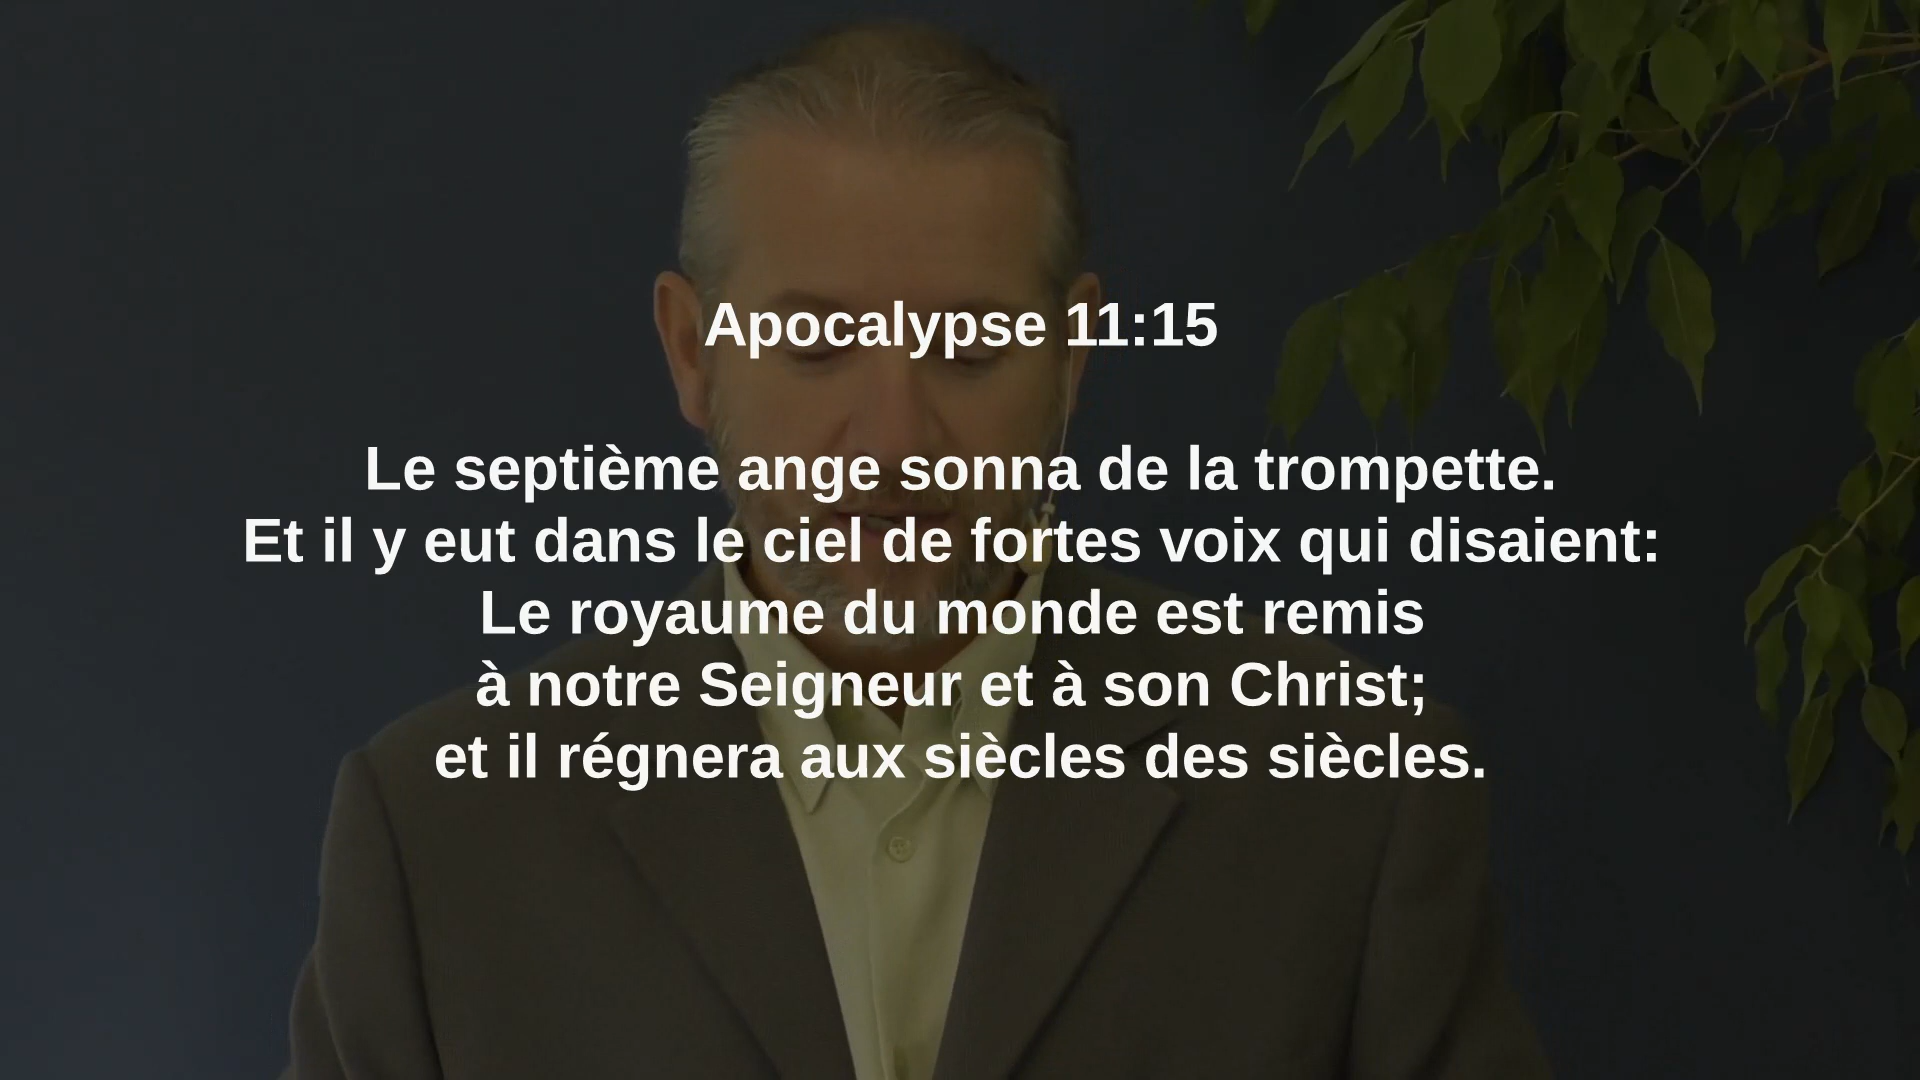 Apocalypse 11:15
Le septième ange sonna de la trompette.
Et il y eut dans le ciel de fortes voix qui disaient:
Le royaume du monde est remis
à notre Seigneur et à son Christ;
et il régnera aux siècles des siècles.